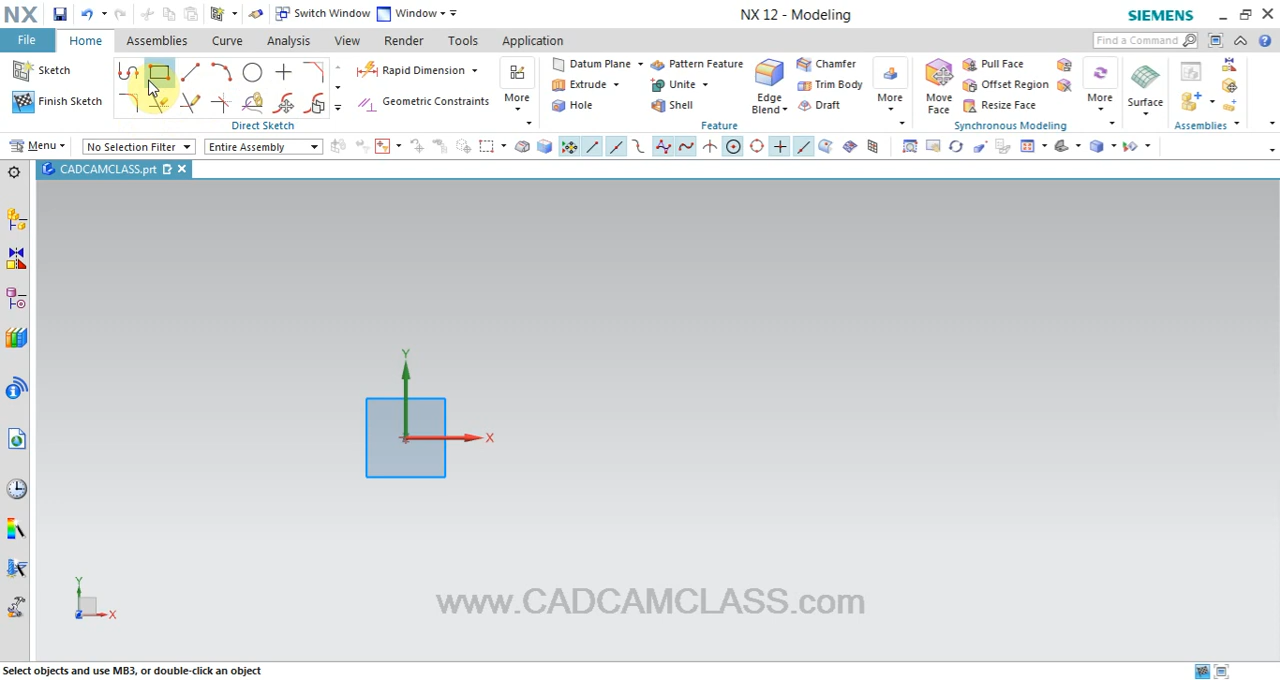 NX Switch Window Window NX 12 - Modeling SIEMENS
File Home Assemblies Curve Analysis View Render Tools Application Find a Command
Sketch Rapid Dimension Datum Plane Pattern Feature Chamfer Pull Face
Extrude Unite Trim Body Offset Region
Finish Sketch Geometric Constraints Hole Shell Draft Resize Face
More Edge Blend More Move Face More Surface
Direct Sketch Feature Synchronous Modeling Assemblies
Menu No Selection Filter Entire Assembly
CADCAMCLASS.prt
Y
X
Y
X
Z
www.CADCAMCLASS.com
Select objects and use MB3, or double-click an object